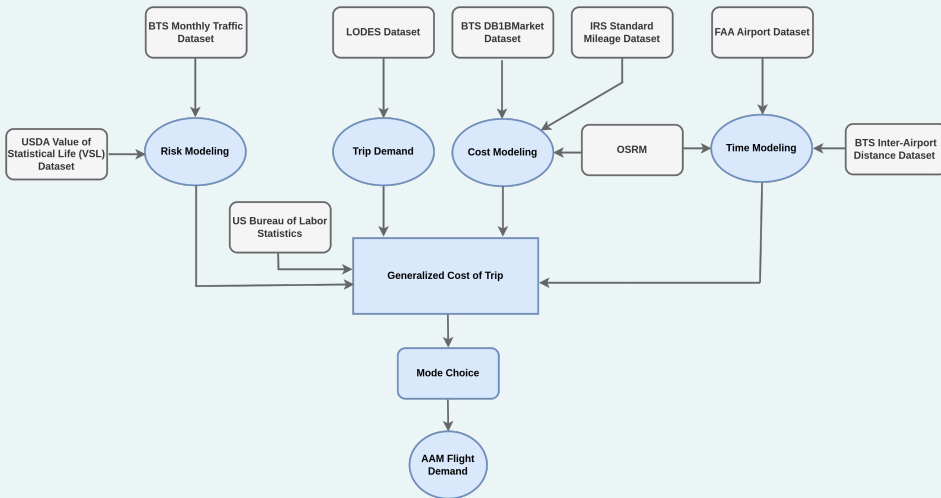 BTS Monthly Traffic
Dataset
LODES Dataset
BTS DB1BMarket
Dataset
IRS Standard
Mileage Dataset
FAA Airport Dataset
USDA Value of
Statistical Life (VSL)
Dataset
Risk Modeling
Trip Demand
Cost Modeling
OSRM
Time Modeling
BTS Inter-Airport
Distance Dataset
US Bureau of Labor
Statistics
Generalized Cost of Trip
Mode Choice
AAM Flight
Demand